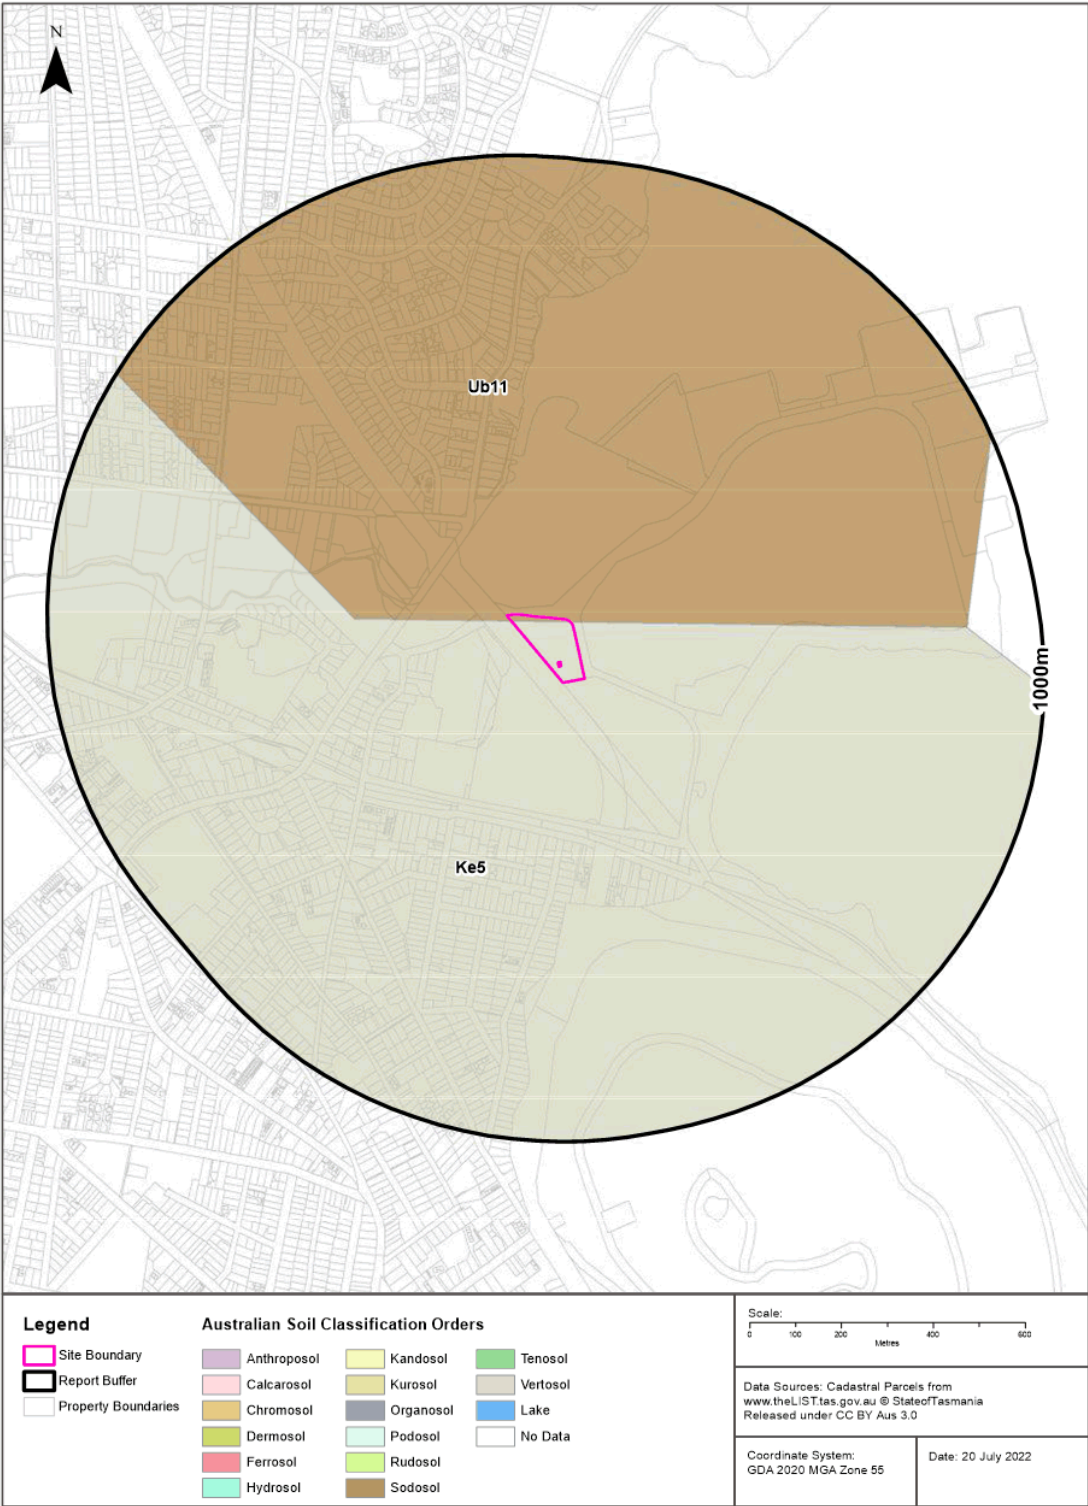 N
Ub11
1000m
Ke5
Legend
Site Boundary
Report Buffer
Property Boundaries
Australian Soil Classification Orders
Anthroposol
Calcarosol
Chromosol
Dermosol
Ferrosol
Hydrosol
Kandosol
Kurosol
Organosol
Podosol
Rudosol
Sodosol
Tenosol
Vertosol
Lake
No Data
Scale:
0 100 200 400 600
Metres
Data Sources: Cadastral Parcels from
www.theLIST.tas.gov.au © StateofTasmania
Released under CC BY Aus 3.0
Coordinate System:
GDA 2020 MGA Zone 55
Date: 20 July 2022